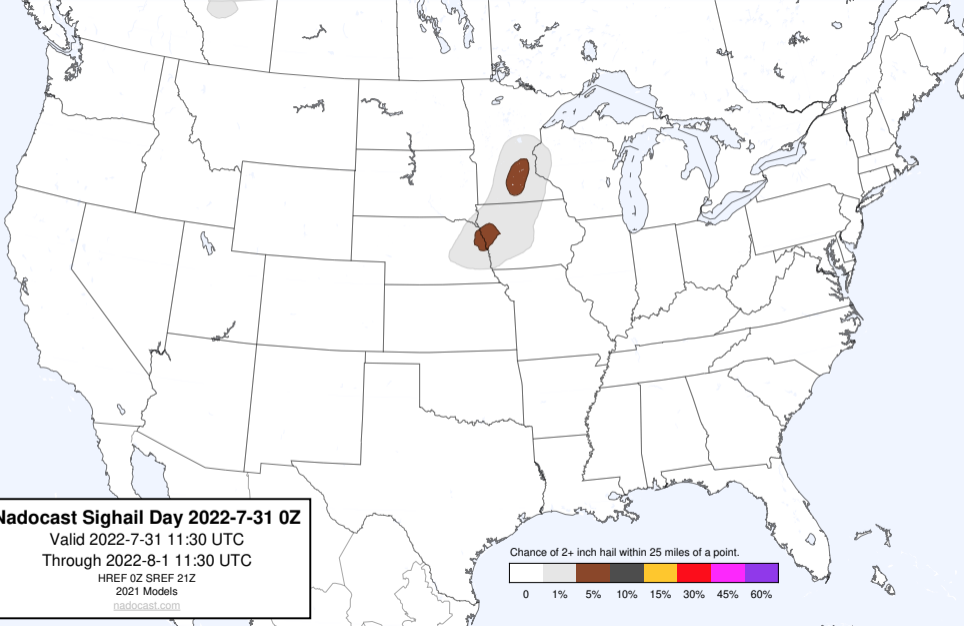 Nadocast Sighail Day 2022-7-31 0Z
Valid 2022-7-31 11:30 UTC
Through 2022-8-1 11:30 UTC
HREF 0Z SREF 21Z
2021 Models
nadocast.com
Chance of 2+ inch hail within 25 miles of a point.
0 1% 5% 10% 15% 30% 45% 60%